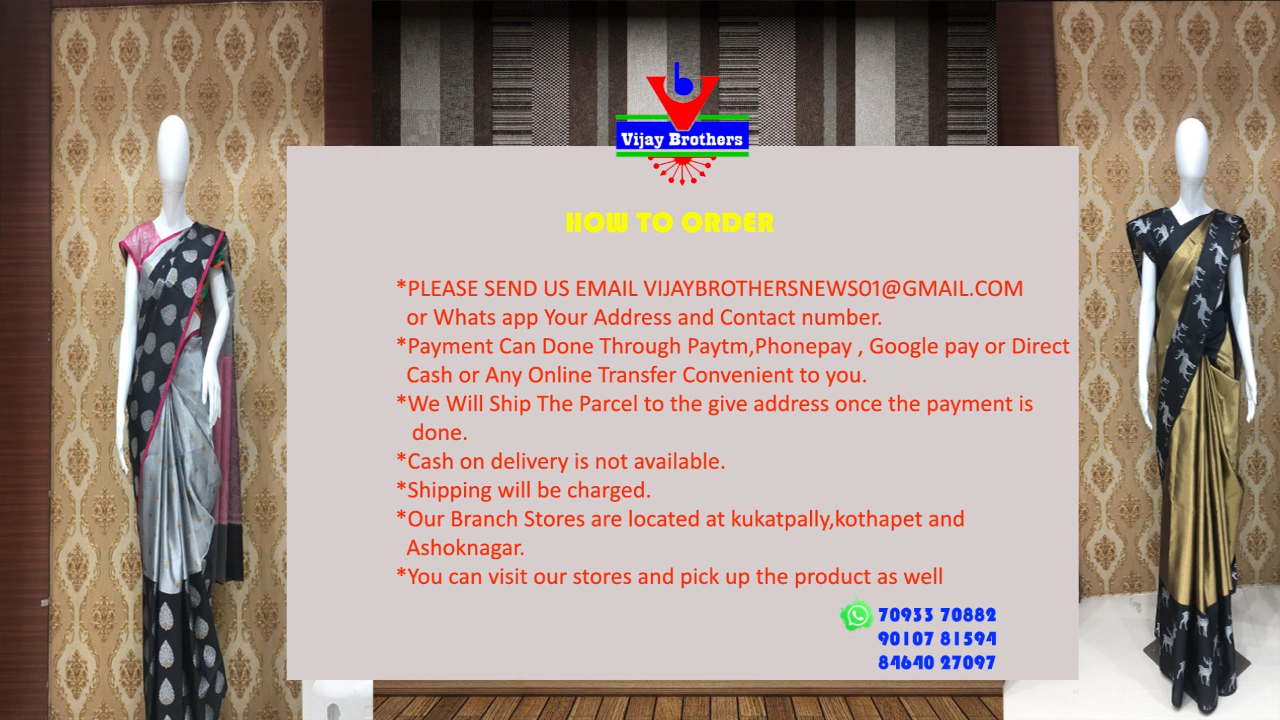 b
Vijay Brothers
HOW TO ORDER
*PLEASE SEND US EMAIL VIJAYBROTHERSNEWS01@GMAIL.COM
or Whats app Your Address and Contact number.
*Payment Can Done Through Paytm,Phonepay , Google pay or Direct
Cash or Any Online Transfer Convenient to you.
*We Will Ship The Parcel to the give address once the payment is
done.
*Cash on delivery is not available.
*Shipping will be charged.
*Our Branch Stores are located at kukatpally,kothapet and
Ashoknagar.
*You can visit our stores and pick up the product as well
70933 70882
90107 81594
84640 27097